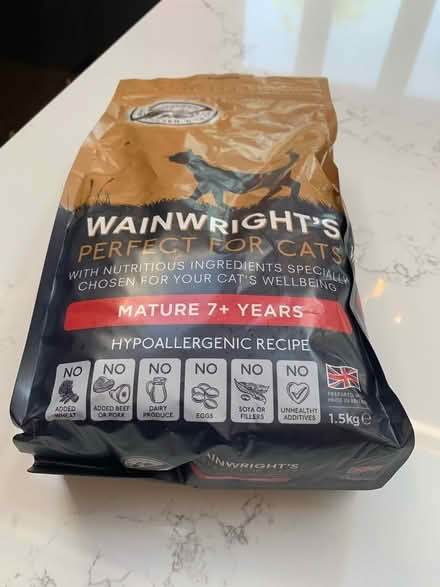 WAINWRIGHT'S
PERFECT FOR CATS
WITH NUTRITIOUS INGREDIENTS SPECIALLY
CHOSEN FOR YOUR CAT'S WELLBEING
MATURE 7+ YEARS
HYPOALLERGENIC RECIPE
NO
ADDED
WHEAT
NO
ADDED BEEF
OR PORK
NO
DAIRY
PRODUCE
NO
EGGS
NO
SOYA OR
FILLERS
NO
UNHEALTHY
ADDITIVES
1.5kg ℮
WAINWRIGHT'S